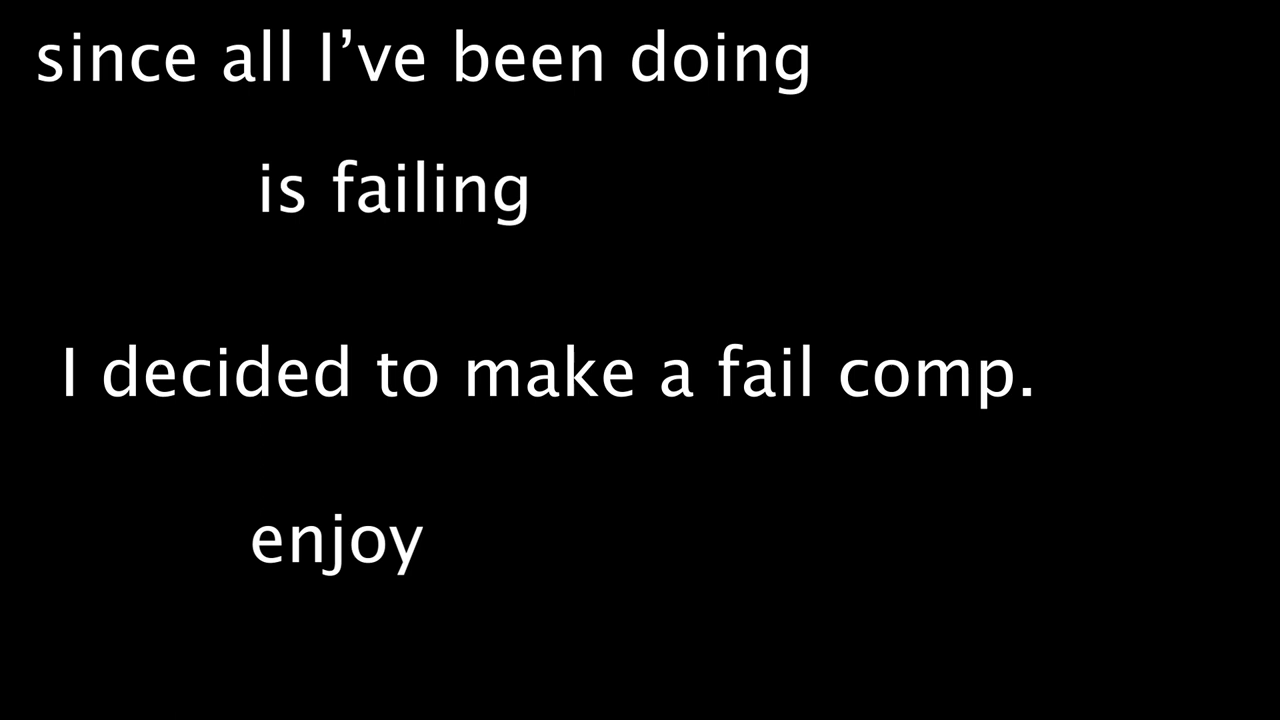 since all I’ve been doing
is failing
I decided to make a fail comp.
enjoy